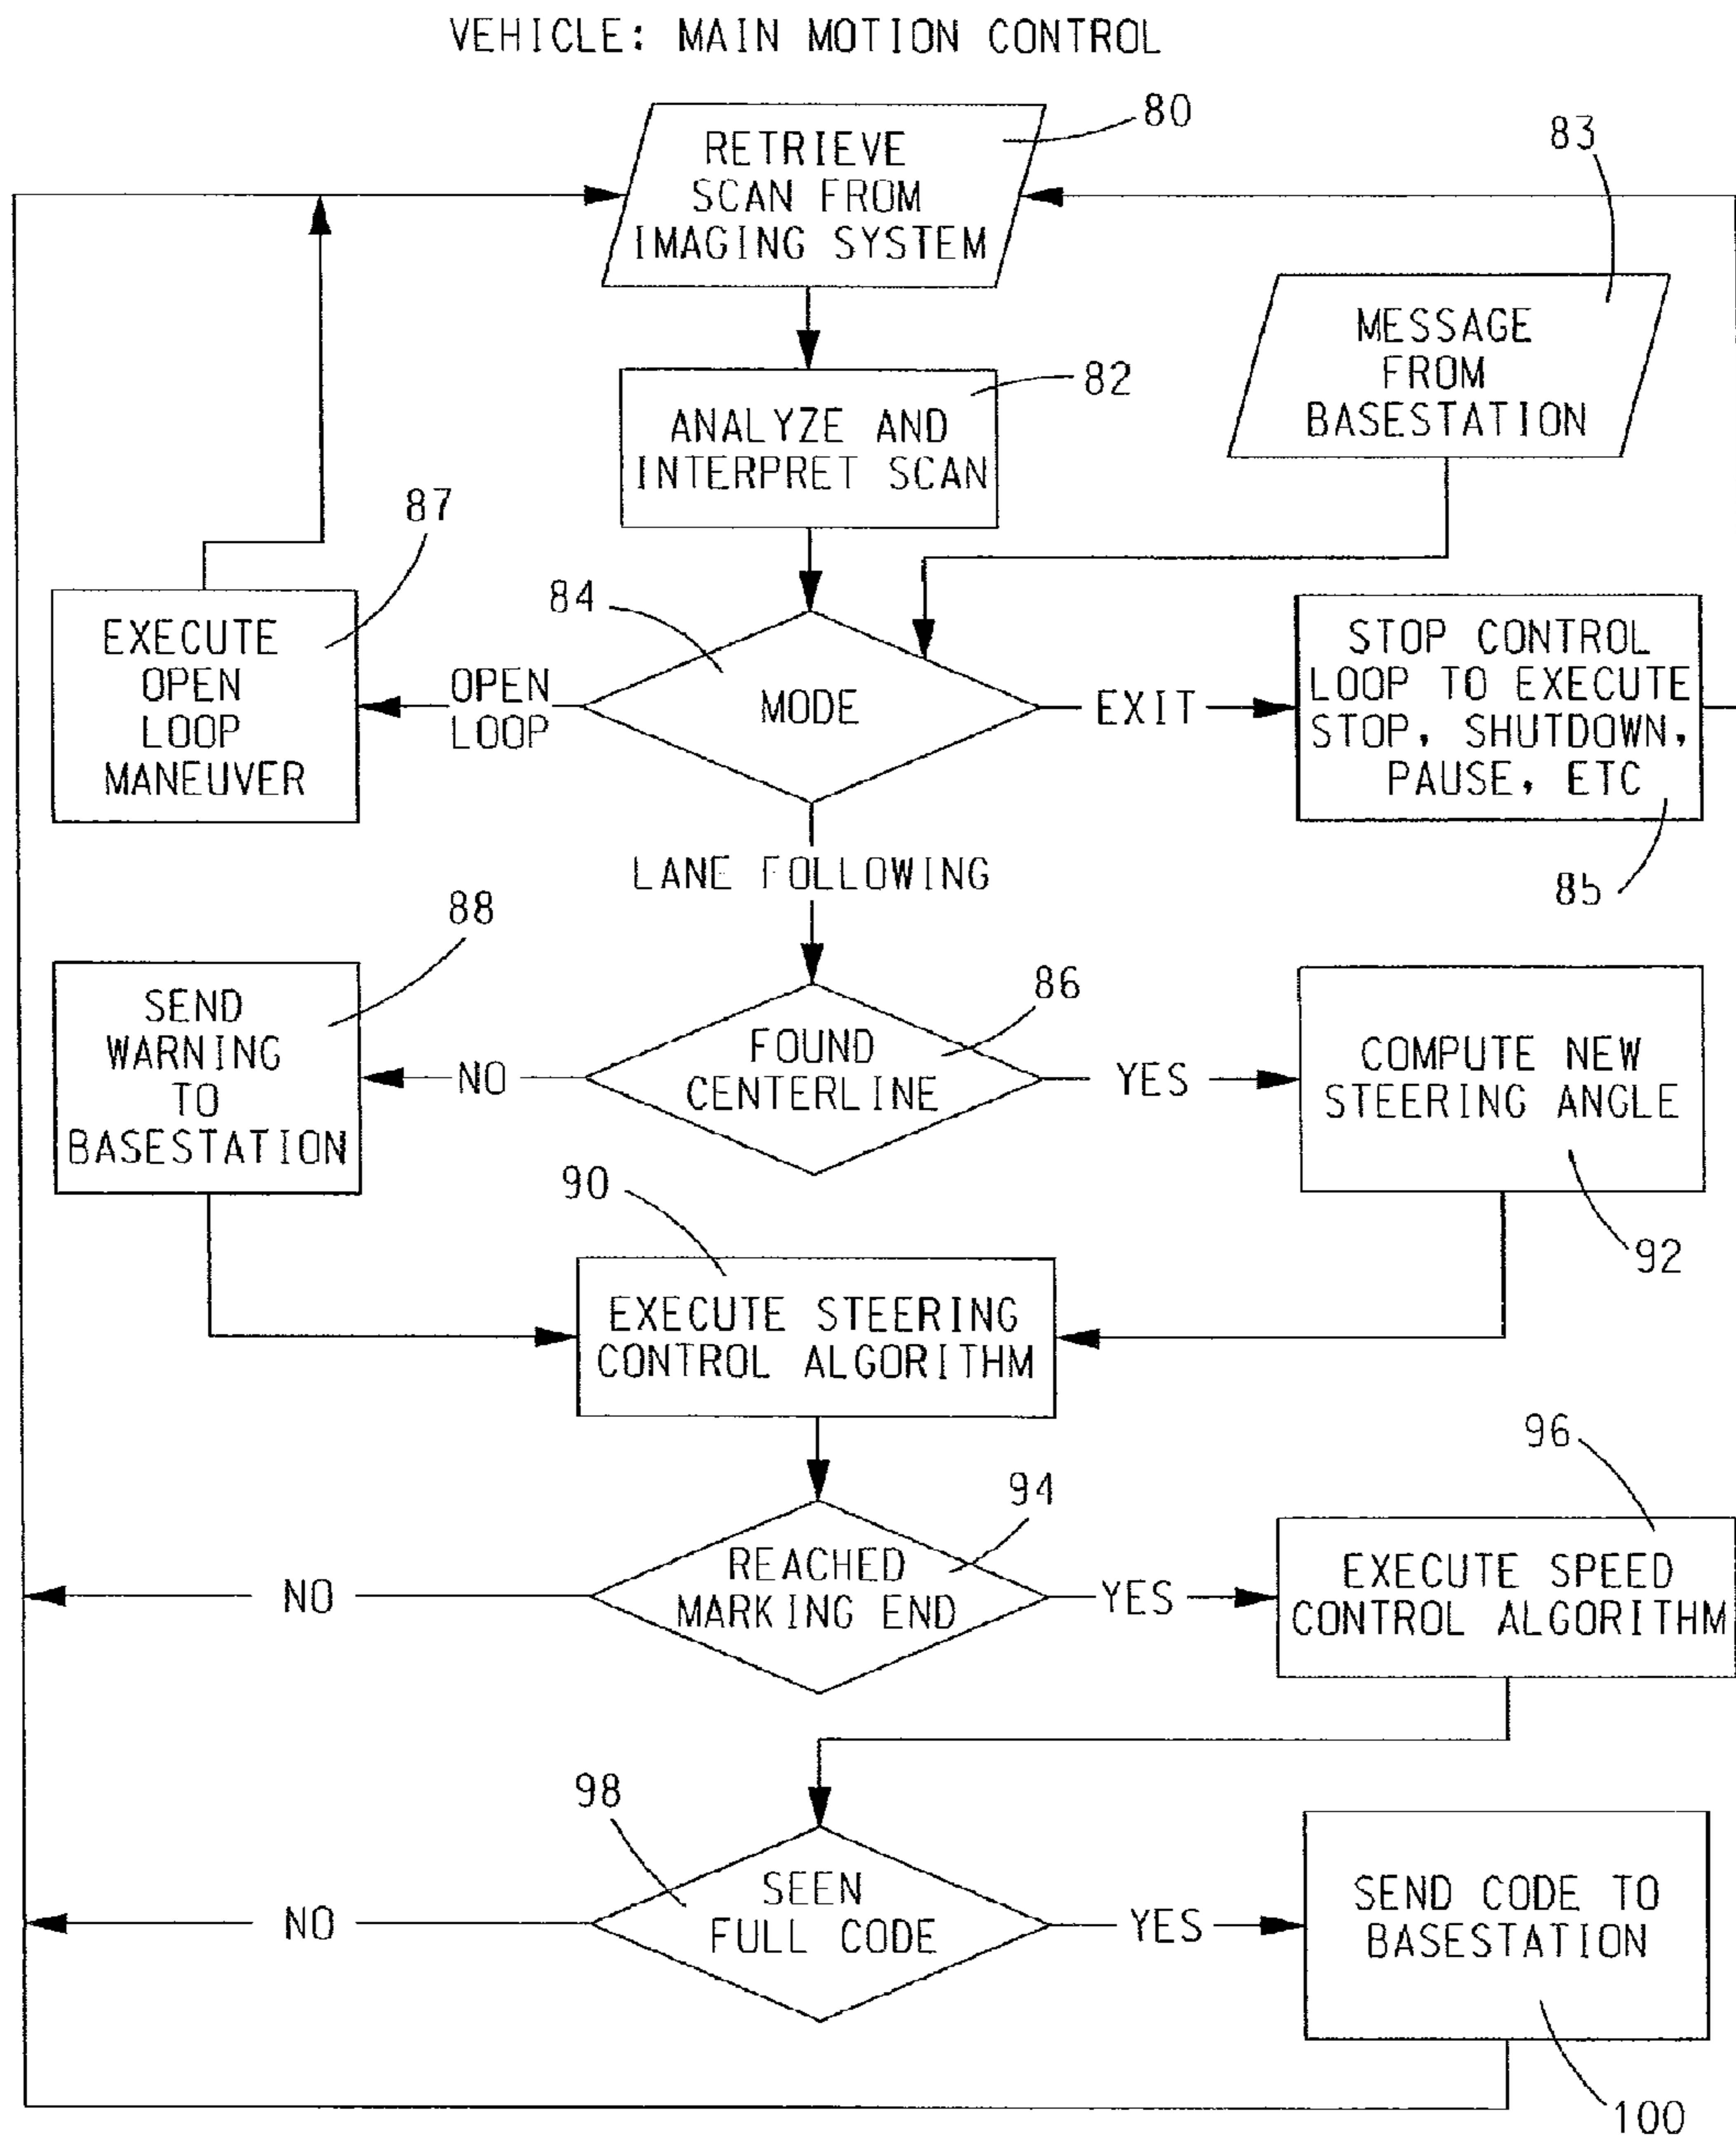 VEHICLE: MAIN MOTION CONTROL
80
RETRIEVE
SCAN FROM
IMAGING SYSTEM
83
MESSAGE
FROM
BASESTATION
82
ANALYZE AND
INTERPRET SCAN
87
EXECUTE
OPEN
LOOP
MANEUVER
OPEN
LOOP
84
MODE
EXIT
STOP CONTROL
LOOP TO EXECUTE
STOP, SHUTDOWN,
PAUSE, ETC
85
LANE FOLLOWING
88
SEND
WARNING
TO
BASESTATION
NO
86
FOUND
CENTERLINE
YES
COMPUTE NEW
STEERING ANGLE
92
90
EXECUTE STEERING
CONTROL ALGORITHM
94
REACHED
MARKING END
NO
YES
96
EXECUTE SPEED
CONTROL ALGORITHM
98
SEEN
FULL CODE
NO
YES
SEND CODE TO
BASESTATION
100